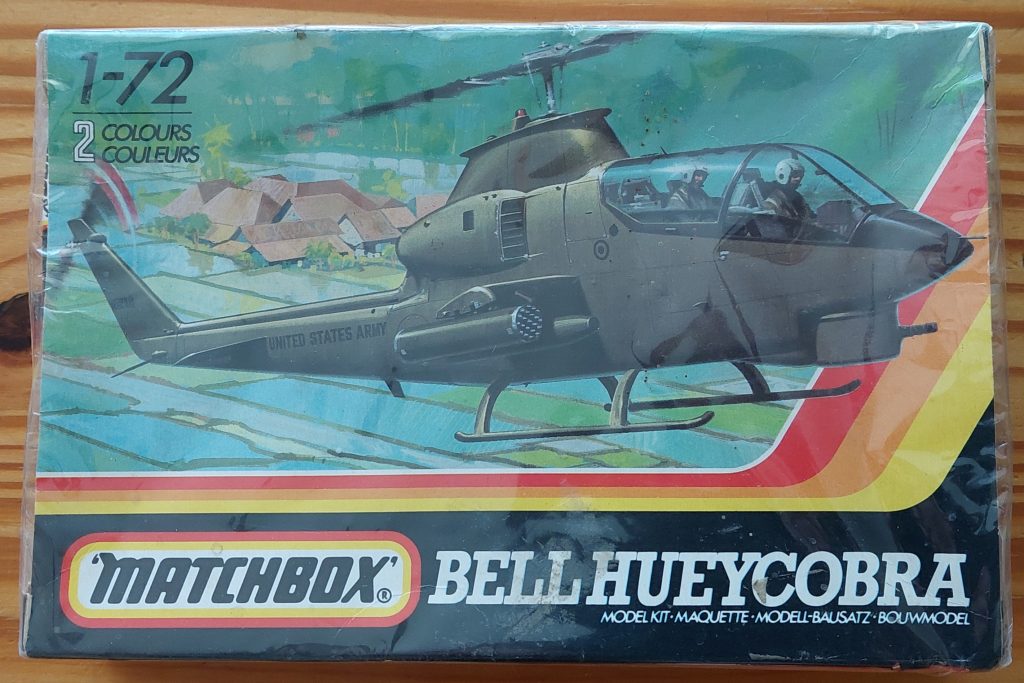 1-72
2 COLOURS
COULEURS
UNITED STATES ARMY
'MATCHBOX'®
BELL HUEYCOBRA
MODEL KIT·MAQUETTE·MODELL-BAUSATZ·BOUWMODEL